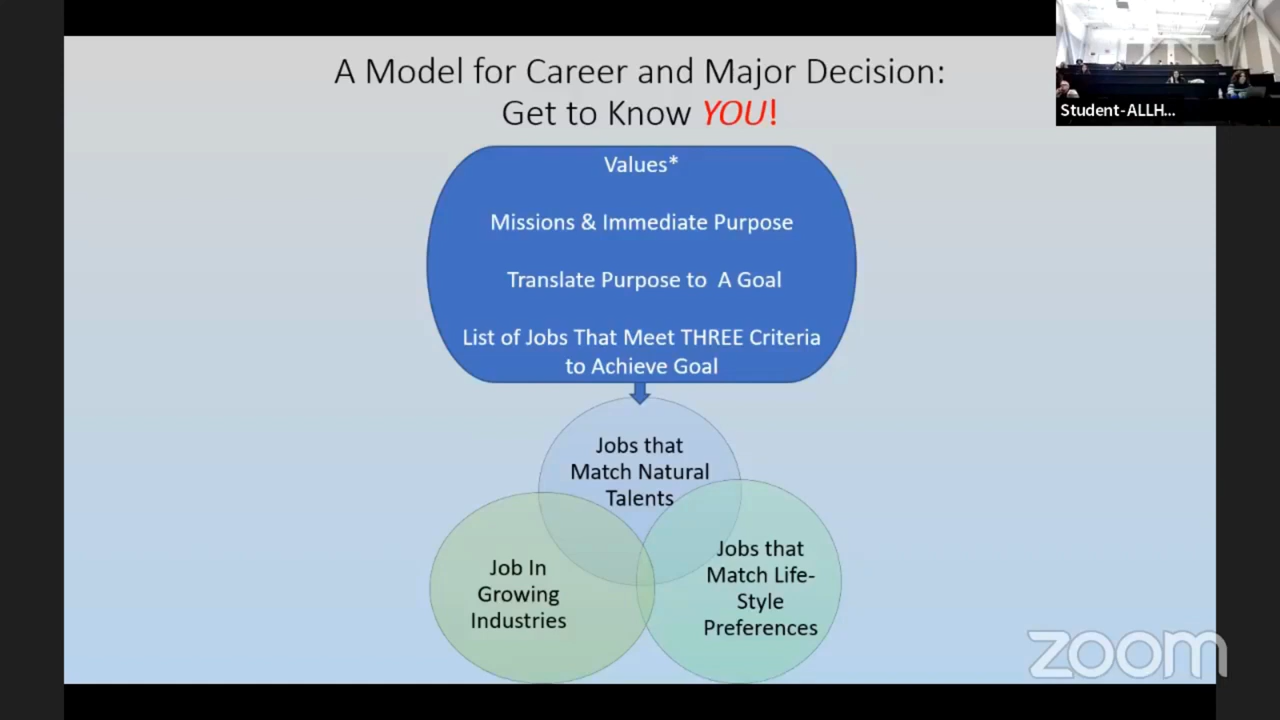 A Model for Career and Major Decision:
Get to Know YOU!
Student-ALLH...
Values*
Missions & Immediate Purpose
Translate Purpose to A Goal
List of Jobs That Meet THREE Criteria
to Achieve Goal
Jobs that
Match Natural
Talents
Job In
Growing
Industries
Jobs that
Match Life-
Style
Preferences
zoom